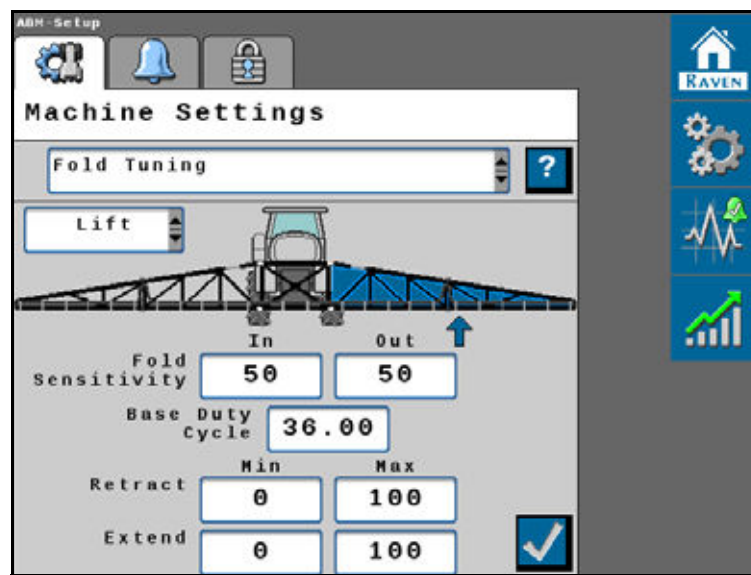 ABM-Setup
RAVEN
Machine Settings
Fold Tuning
?
Lift
In Out
Fold Sensitivity 50 50
Base Duty Cycle 36.00
Min Max
Retract 0 100
Extend 0 100